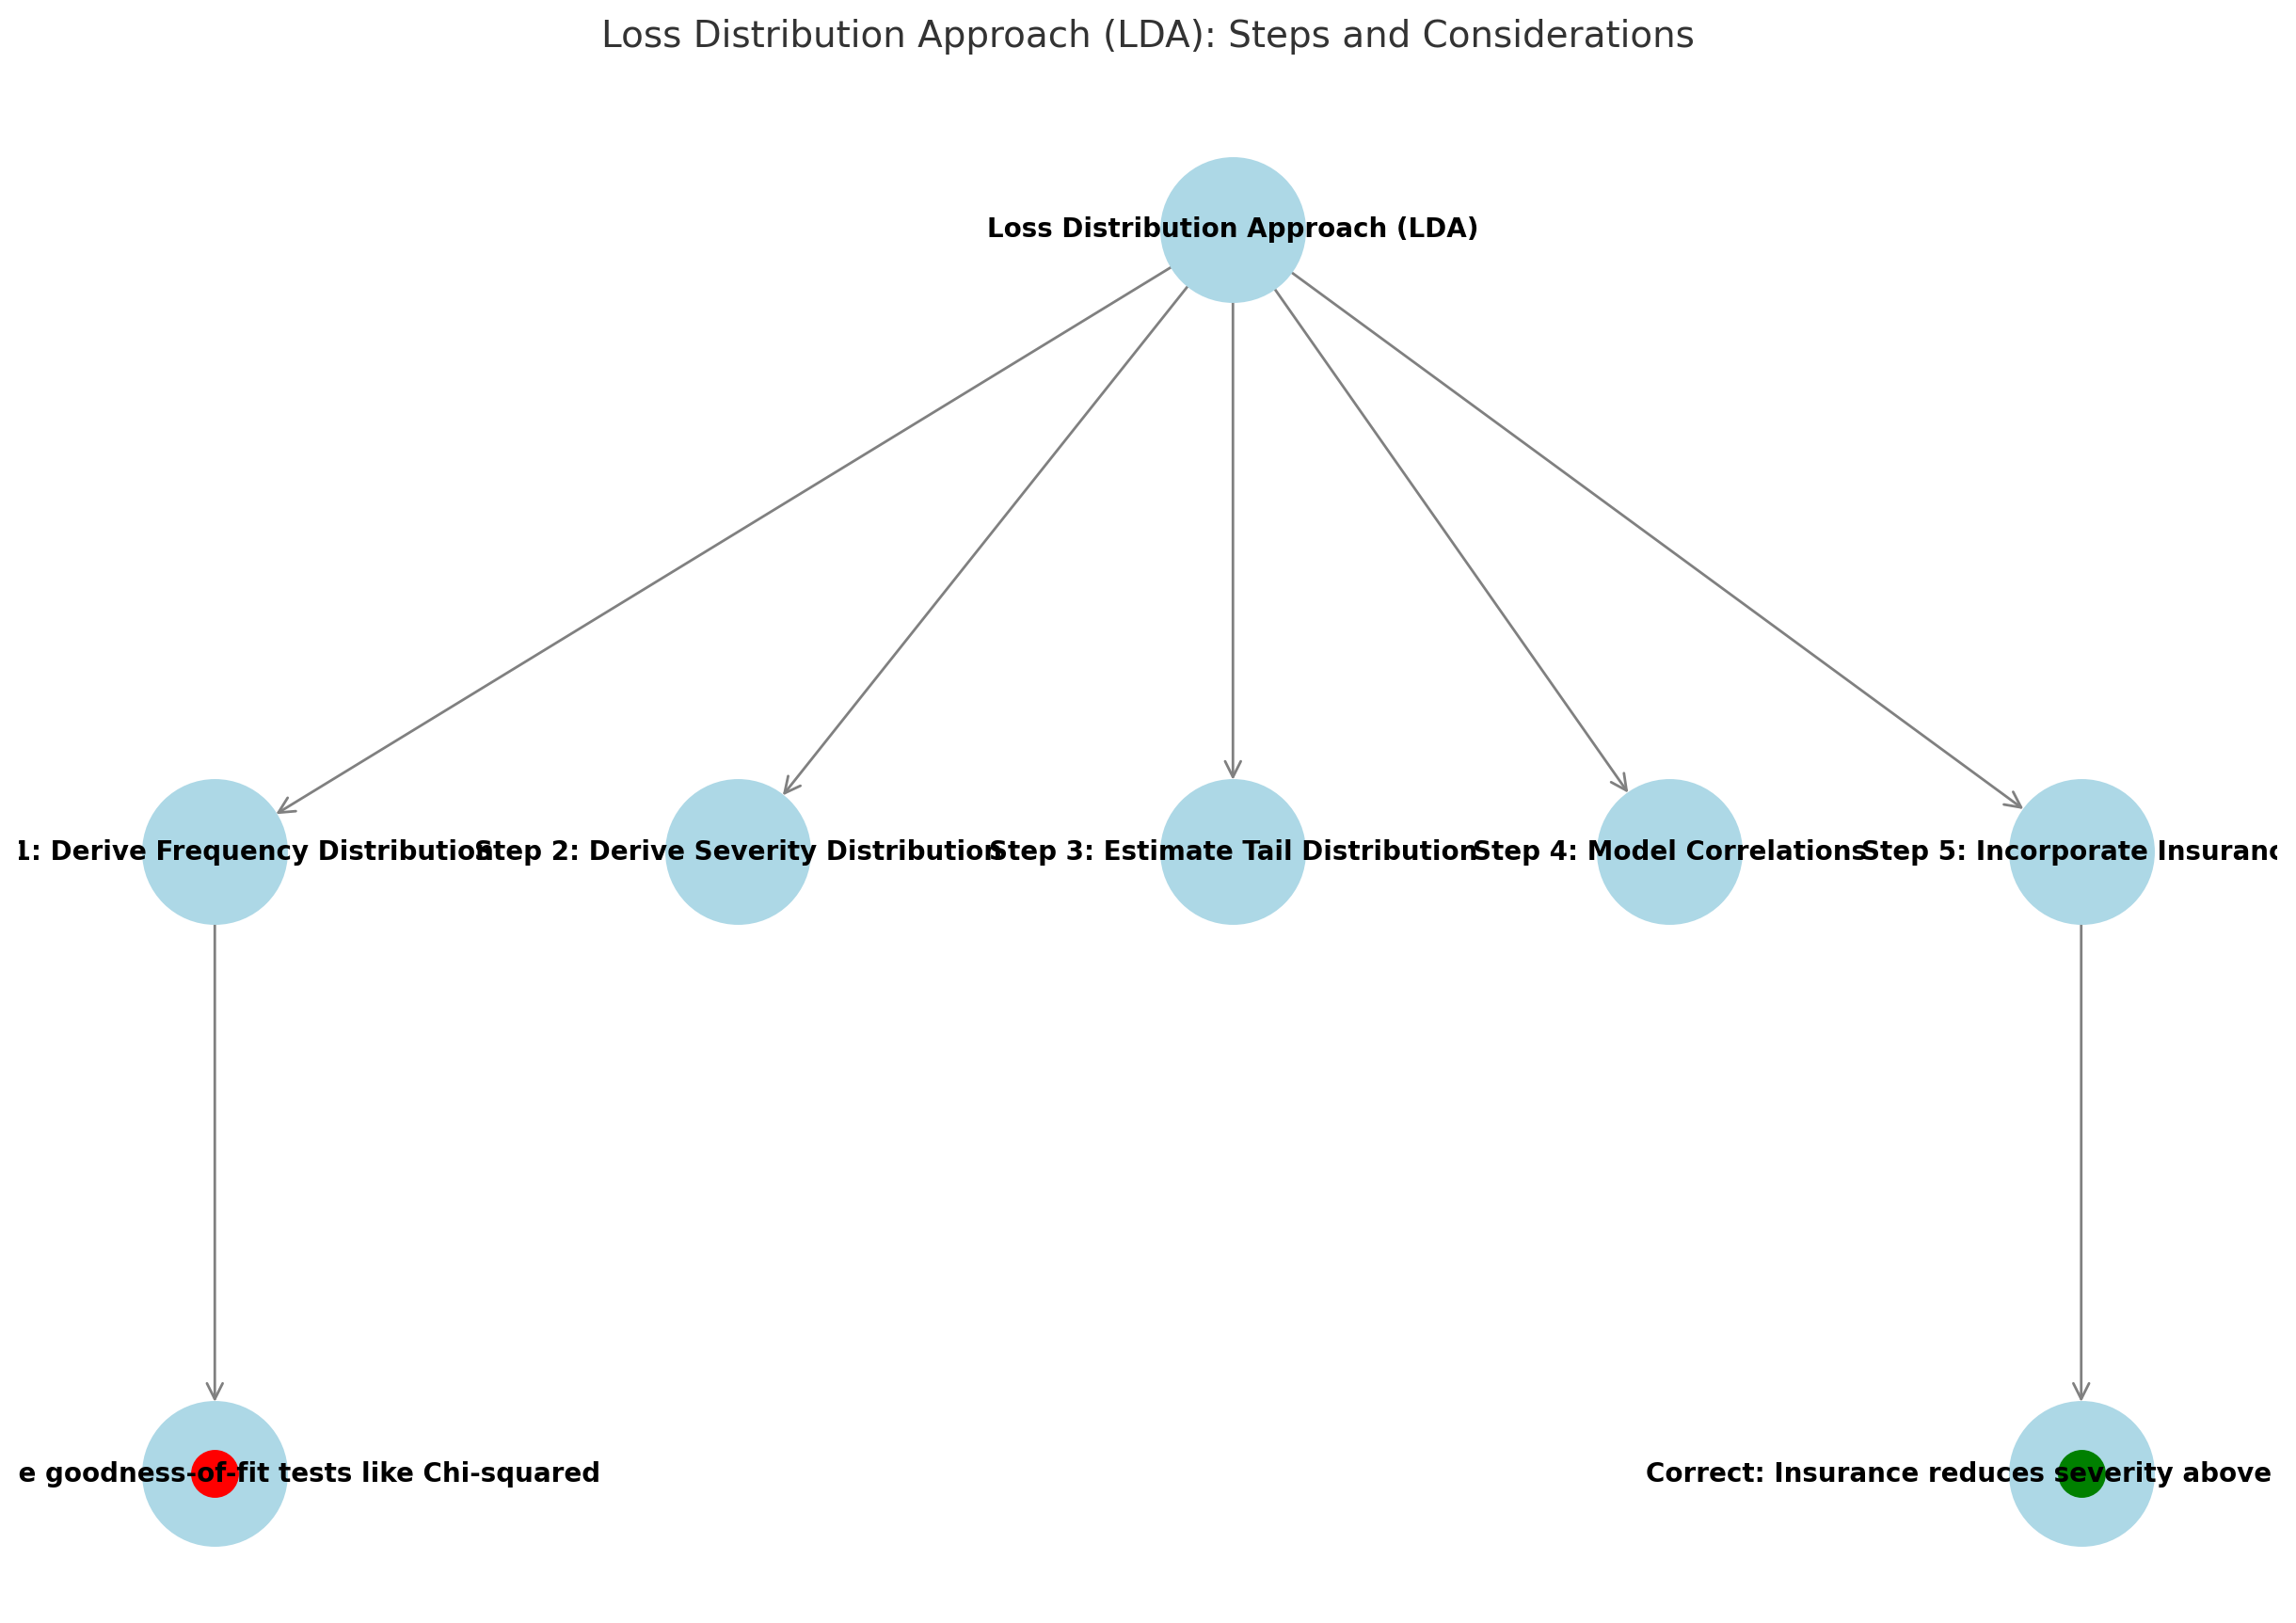 Loss Distribution Approach (LDA): Steps and Considerations
Loss Distribution Approach (LDA)
1: Derive Frequency Distribution
Step 2: Derive Severity Distribution
Step 3: Estimate Tail Distribution
Step 4: Model Correlations
Step 5: Incorporate Insuranc
e goodness-of-fit tests like Chi-squared
Correct: Insurance reduces severity above